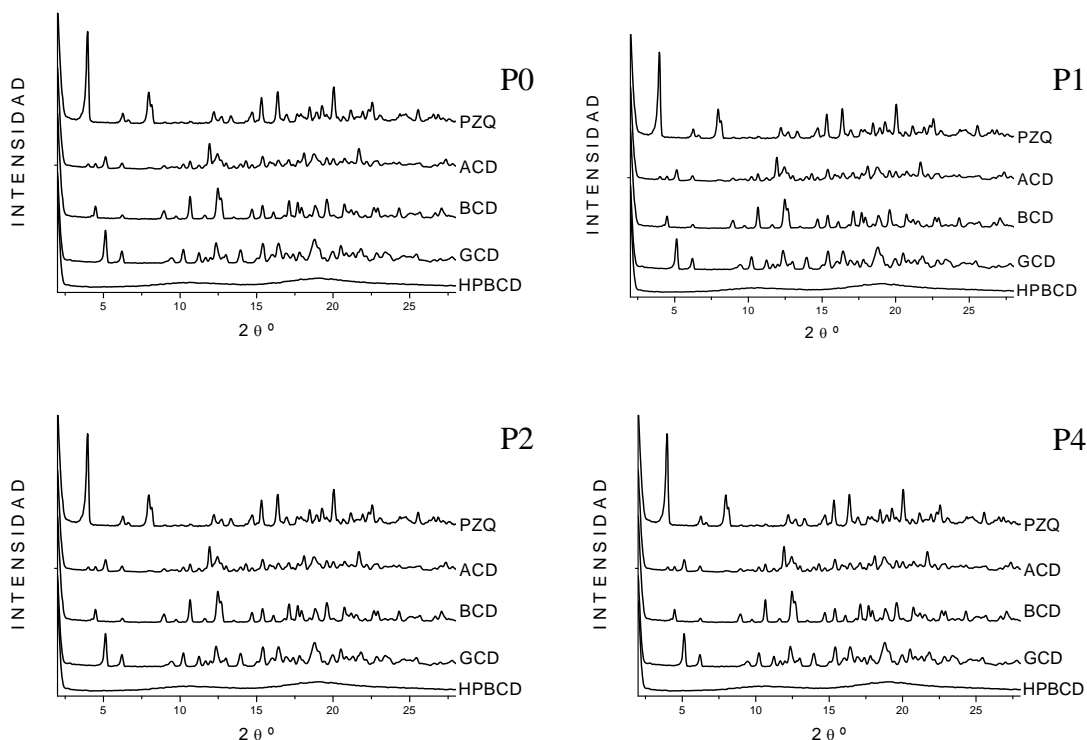 P0
INTENSIDAD
PZQ
ACD
BCD
GCD
HPBCD
5 10 15 20 25
2 θ º
P1
INTENSIDAD
PZQ
ACD
BCD
GCD
HPBCD
5 10 15 20 25
2 θ º
P2
INTENSIDAD
PZQ
ACD
BCD
GCD
HPBCD
5 10 15 20 25
2 θ º
P4
INTENSIDAD
PZQ
ACD
BCD
GCD
HPBCD
5 10 15 20 25
2 θ º